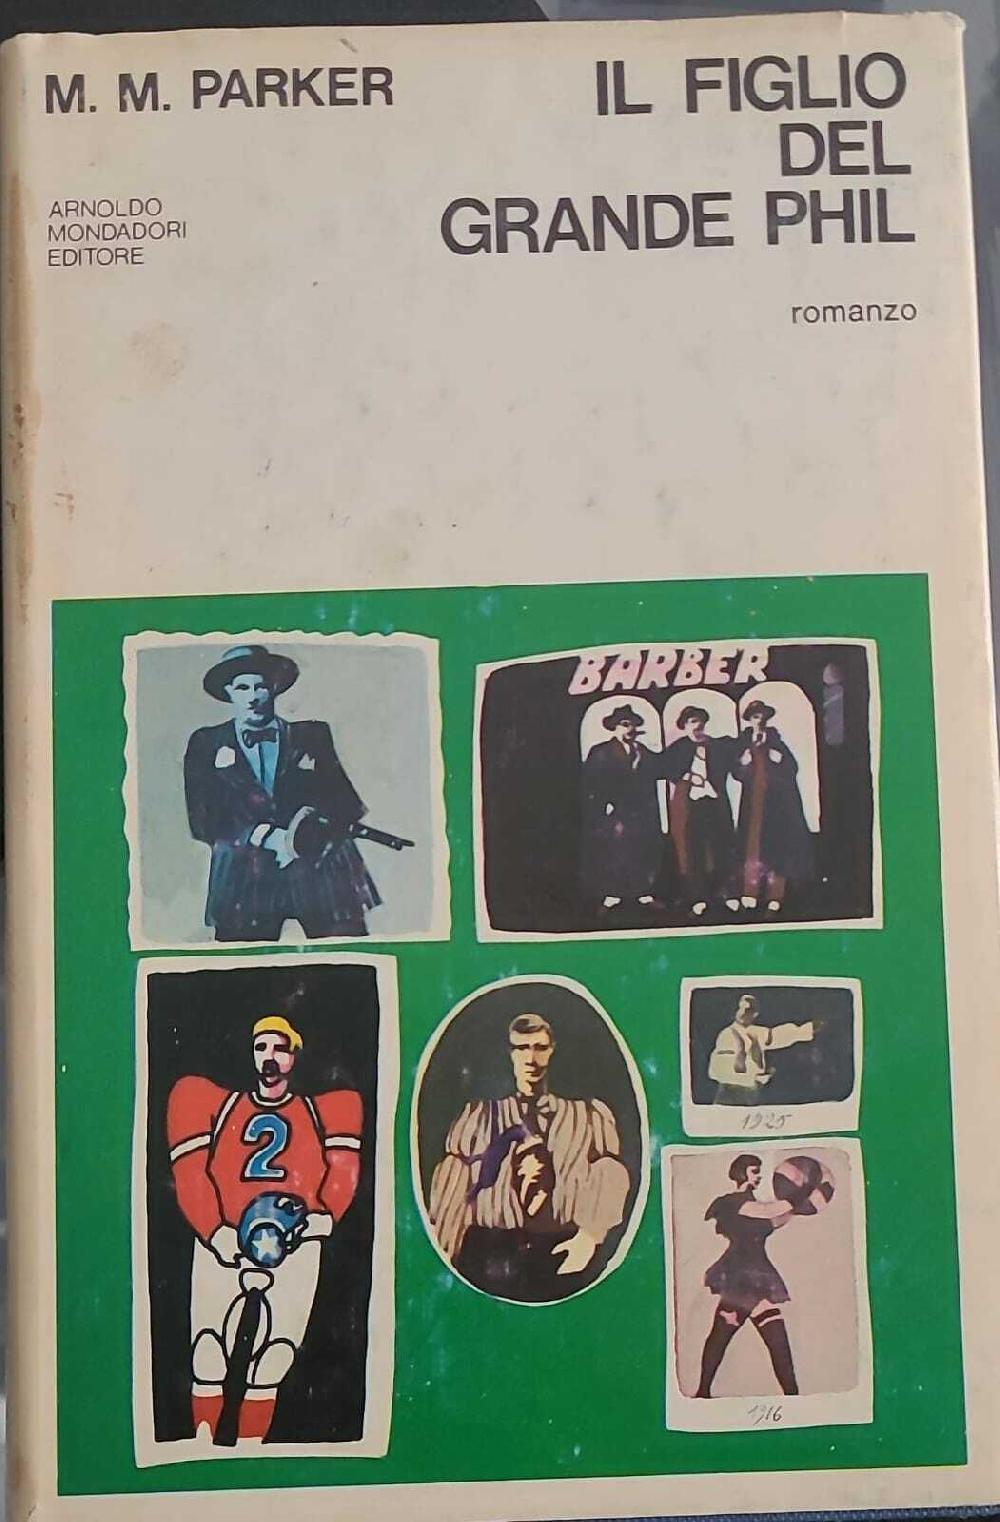 M. M. PARKER
IL FIGLIO
DEL
GRANDE PHIL
ARNOLDO
MONDADORI
EDITORE
romanzo
BARBER
2
1925
1916